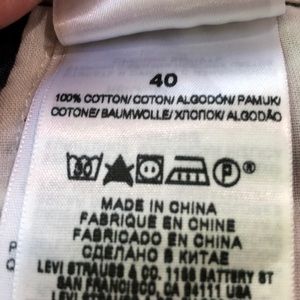 40
100% COTTON/ COTON/ ALGODÓN/ PAMUK/
COTONE/ BAUMWOLLE/ ХЛОПОК/ ALGODÃO
30 P
MADE IN CHINA
FABRIQUE EN CHINE
FABRICADO EN CHINA
СДЕЛАНО В КИТАЕ
LEVI STRAUSS & CO. 1155 BATTERY ST
SAN FRANCISCO, CA 94111 USA